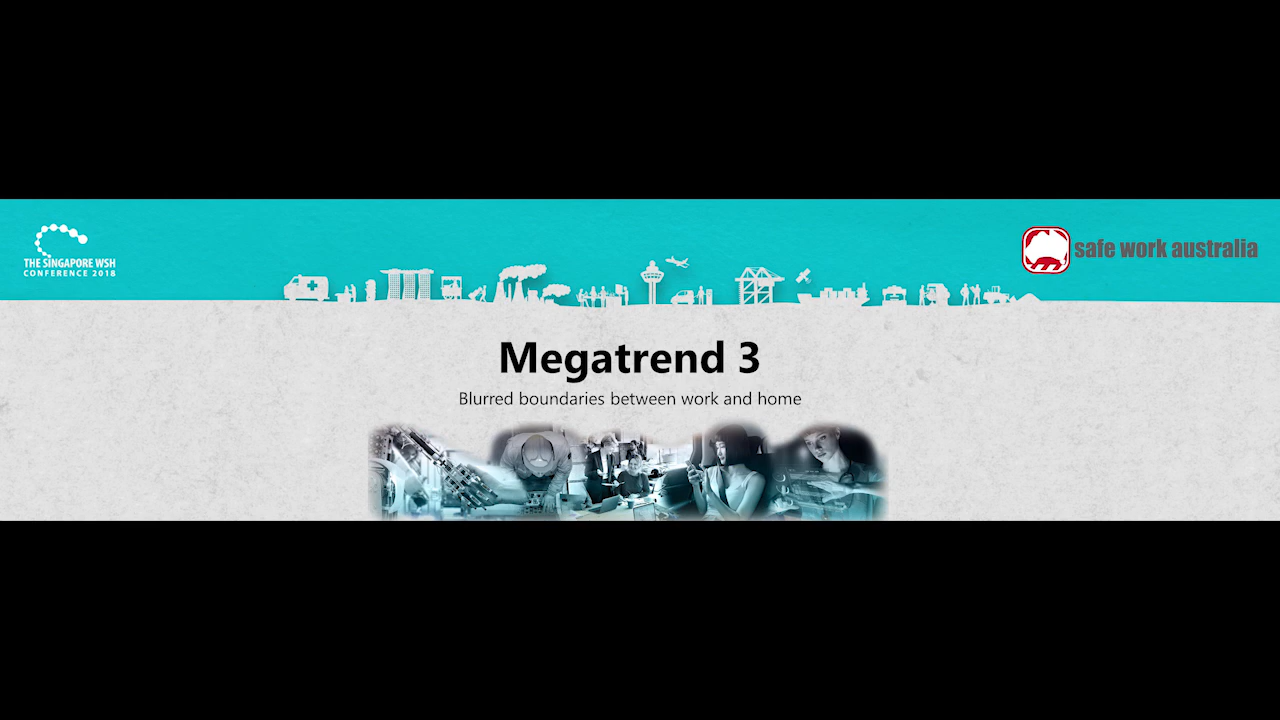 THE SINGAPORE WSH
CONFERENCE 2018
safe work australia
Megatrend 3
Blurred boundaries between work and home